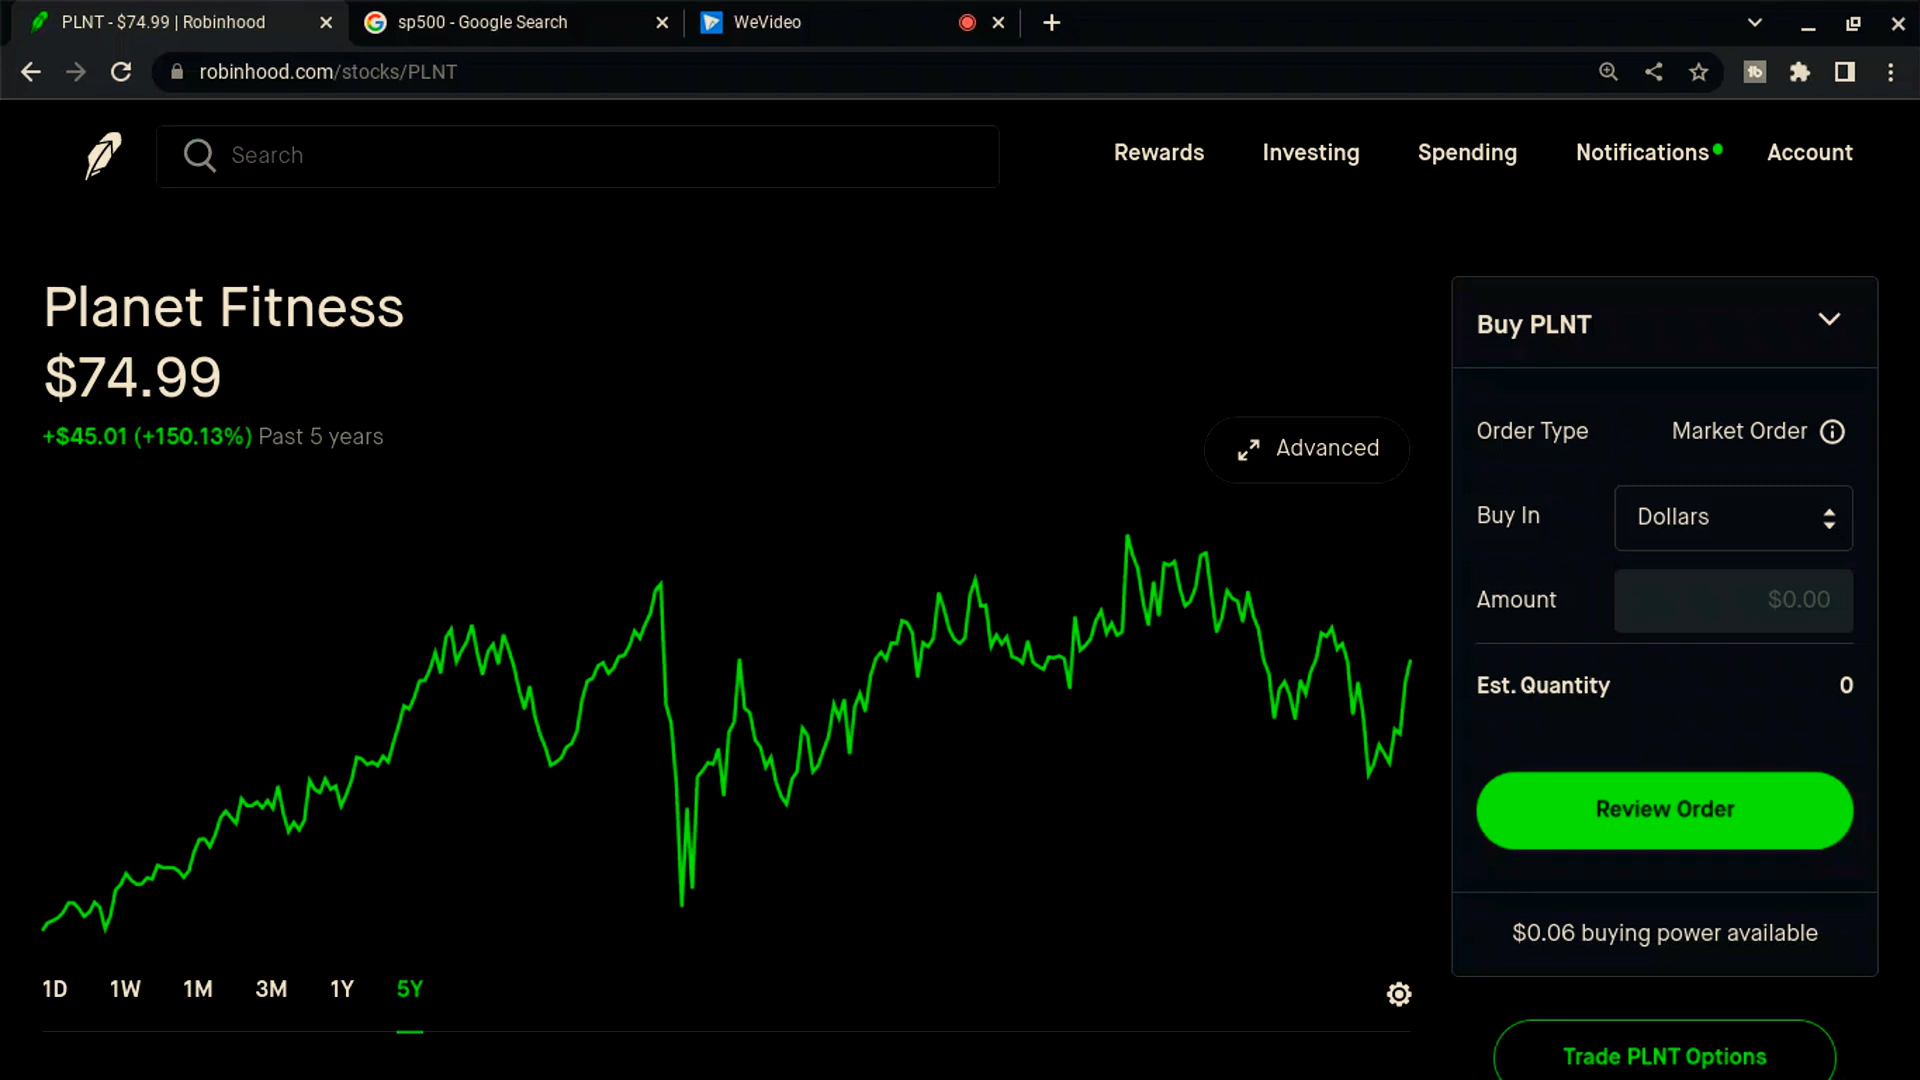 PLNT - $74.99 | Robinhood
sp500 - Google Search
WeVideo
robinhood.com/stocks/PLNT
Search
Rewards
Investing
Spending
Notifications
Account
Planet Fitness
$74.99
+$45.01 (+150.13%) Past 5 years
Advanced
1D 1W 1M 3M 1Y 5Y
Buy PLNT
Order Type Market Order
Buy In Dollars
Amount $0.00
Est. Quantity 0
Review Order
$0.06 buying power available
Trade PLNT Options